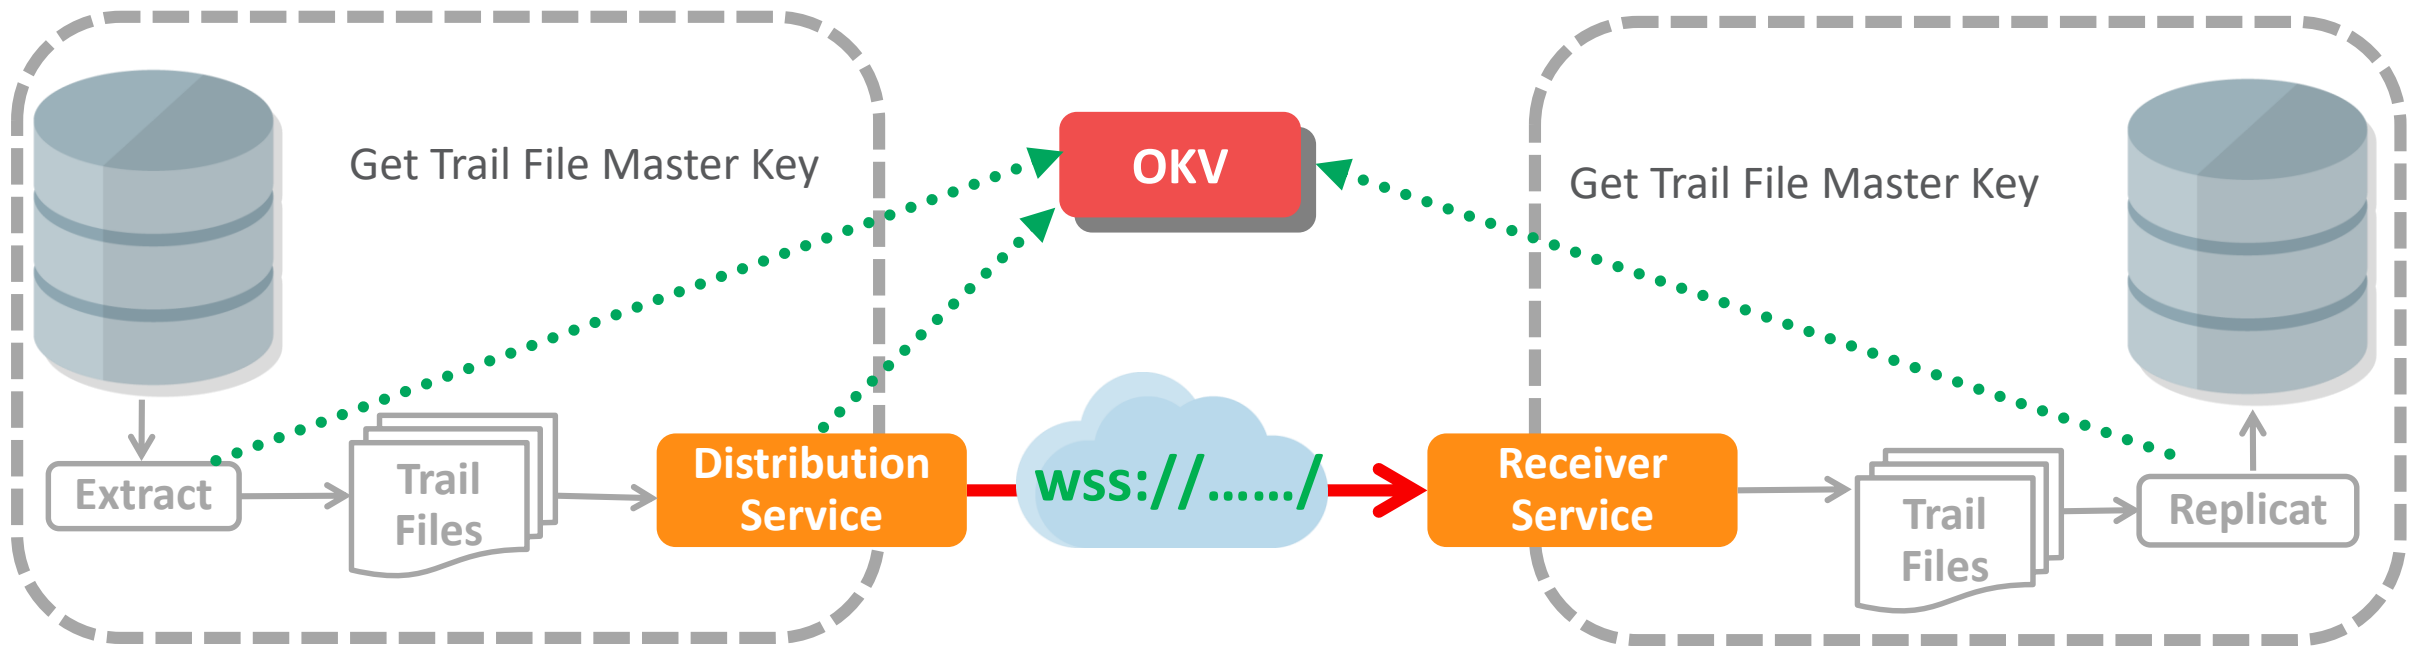 Get Trail File Master Key
OKV
Get Trail File Master Key
Extract
Trail
Files
Distribution
Service
wss://....../
Receiver
Service
Trail
Files
Replicat